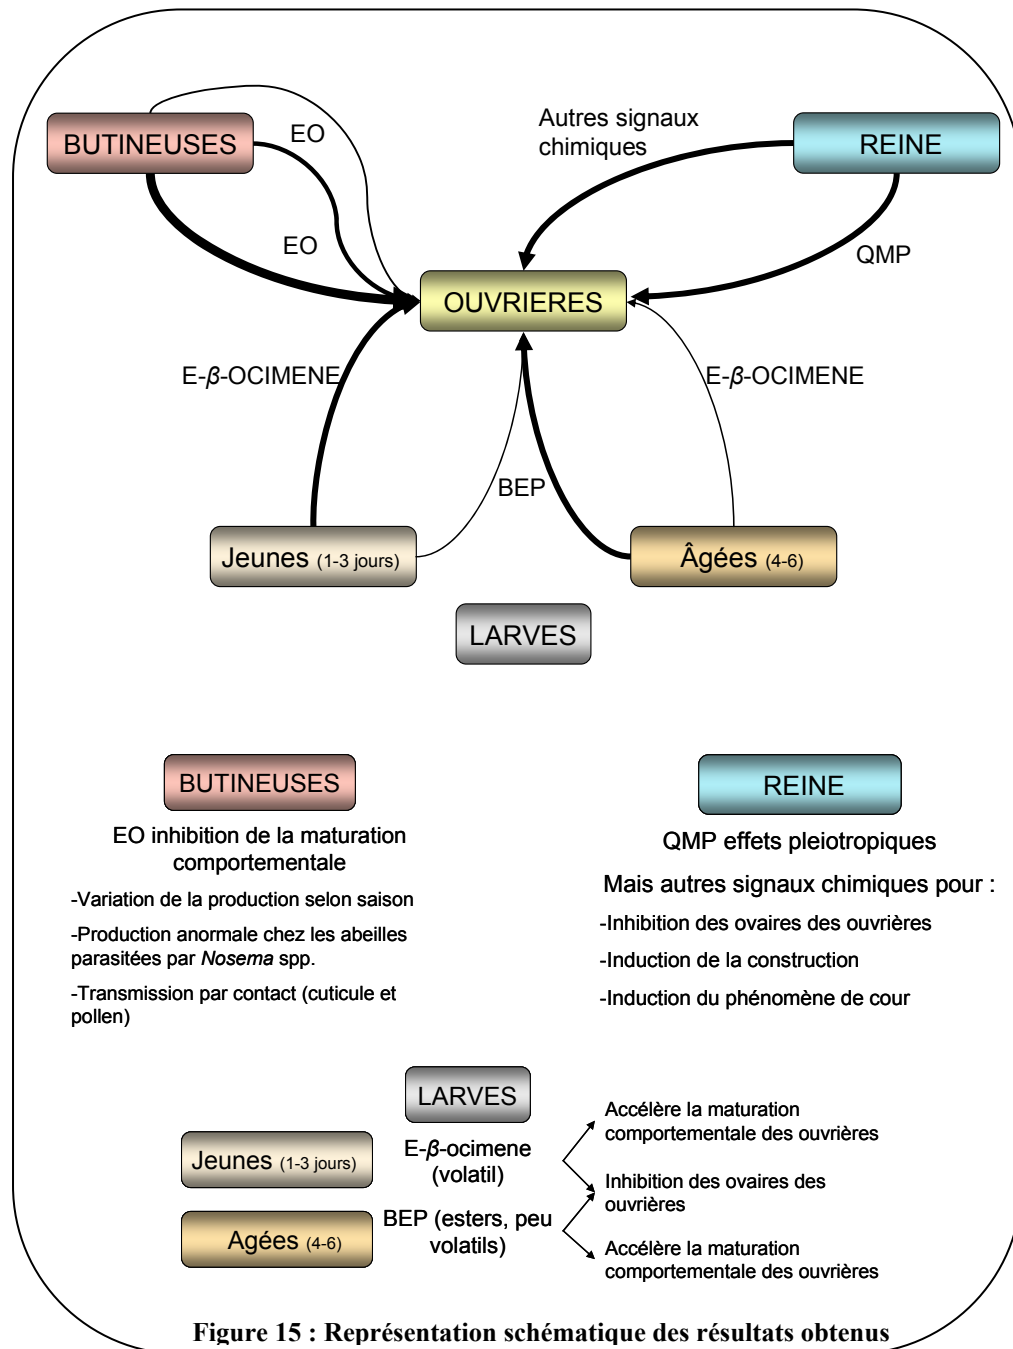 BUTINEUSES
EO
EO
Autres signaux
chimiques
REINE
QMP
OUVRIERES
E-β-OCIMENE
E-β-OCIMENE
BEP
Jeunes (1-3 jours)
Âgées (4-6)
LARVES
BUTINEUSES
EO inhibition de la maturation
comportementale
-Variation de la production selon saison
-Production anormale chez les abeilles
parasitées par Nosema spp.
-Transmission par contact (cuticule et
pollen)
REINE
QMP effets pleiotropiques
Mais autres signaux chimiques pour :
-Inhibition des ovaires des ouvrières
-Induction de la construction
-Induction du phénomène de cour
LARVES
Jeunes (1-3 jours)
E-β-ocimene
(volatil)
Agées (4-6)
BEP (esters, peu
volatils)
Accélère la maturation
comportementale des ouvrières
Inhibition des ovaires des
ouvrières
Accélère la maturation
comportementale des ouvrières
Figure 15 : Représentation schématique des résultats obtenus